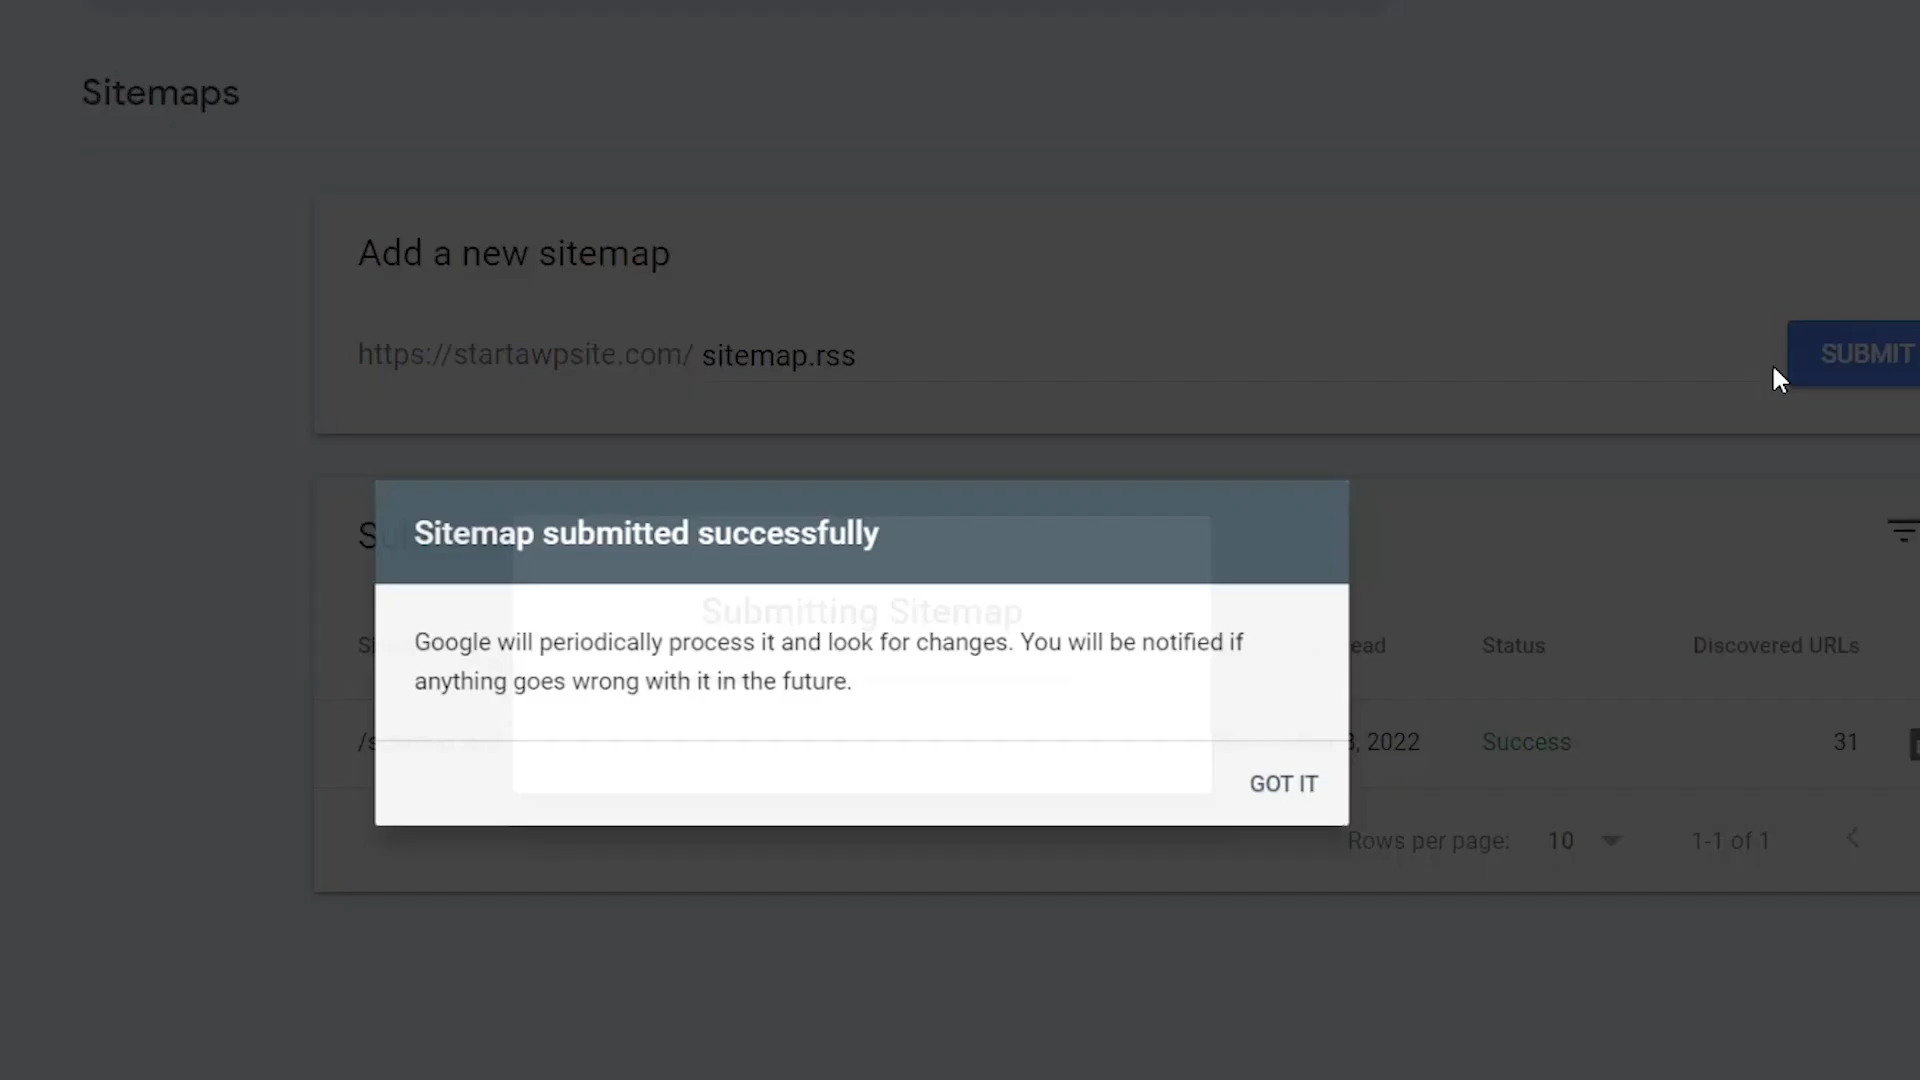 Sitemaps
Add a new sitemap
https://startawpsite.com/ sitemap.rss
SUBMIT
Sitemap submitted successfully
Submitting Sitemap
Google will periodically process it and look for changes. You will be notified if
anything goes wrong with it in the future.
Status Discovered URLs
, 2022 Success 31
GOT IT
Rows per page: 10 1-1 of 1